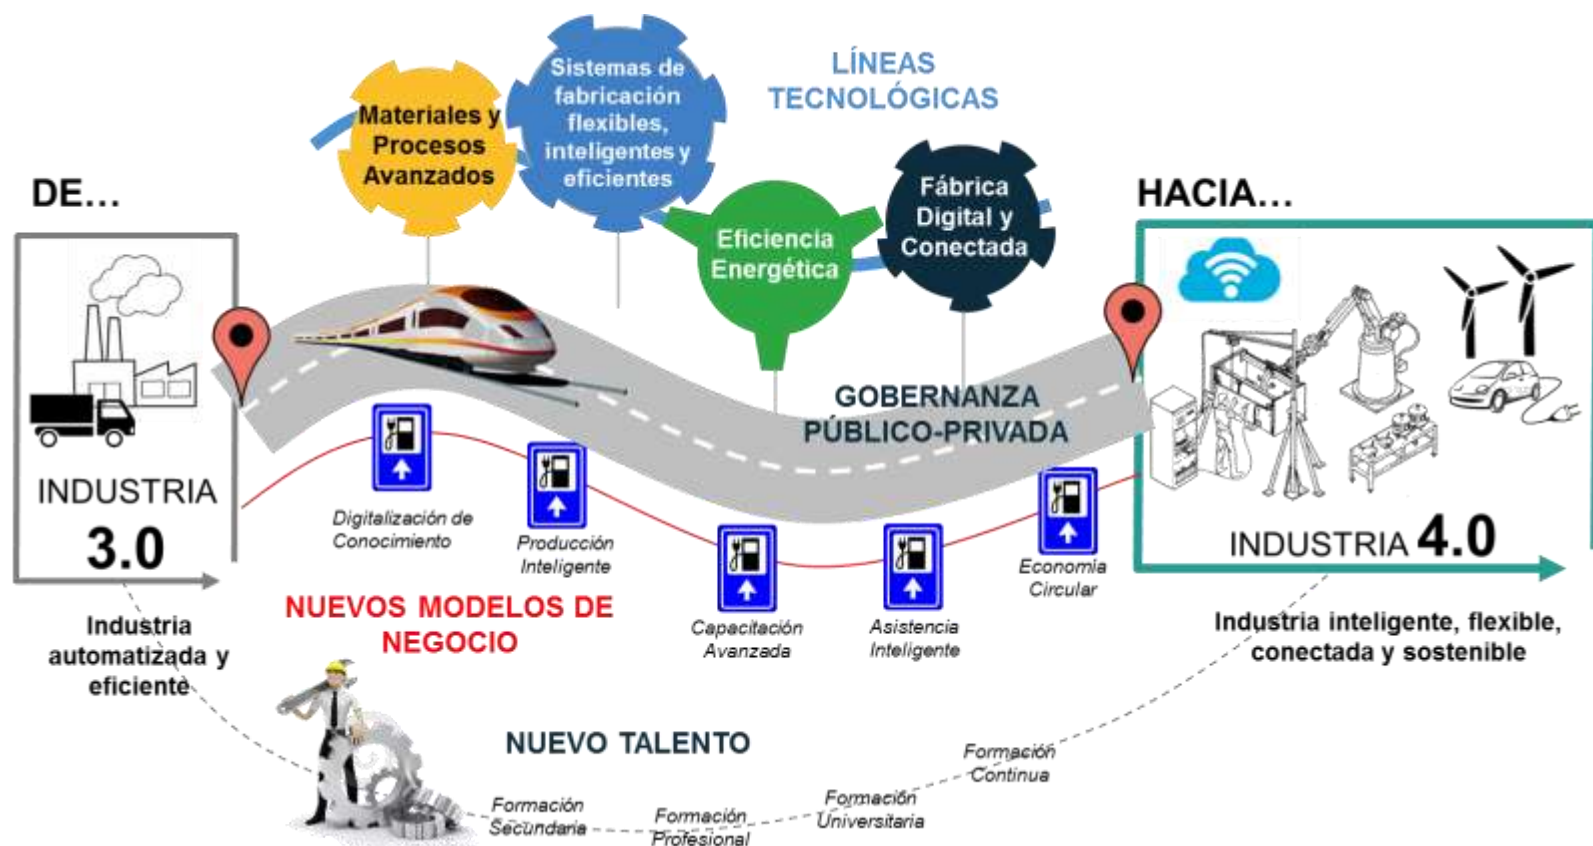 LÍNEAS
TECNOLÓGICAS
Materiales y
Procesos
Avanzados
Sistemas de
fabricación
flexibles,
inteligentes y
eficientes
Eficiencia
Energética
Fábrica
Digital y
Conectada
DE...
HACIA...
INDUSTRIA
3.0
Industria
automatizada y
eficiente
GOBERNANZA
PÚBLICO-PRIVADA
INDUSTRIA 4.0
Industria inteligente, flexible,
conectada y sostenible
Digitalización de
Conocimiento
Producción
Inteligente
Capacitación
Avanzada
Asistencia
Inteligente
Economía
Circular
NUEVOS MODELOS DE
NEGOCIO
NUEVO TALENTO
Formación
Secundaria
Formación
Profesional
Formación
Universitaria
Formación
Continua